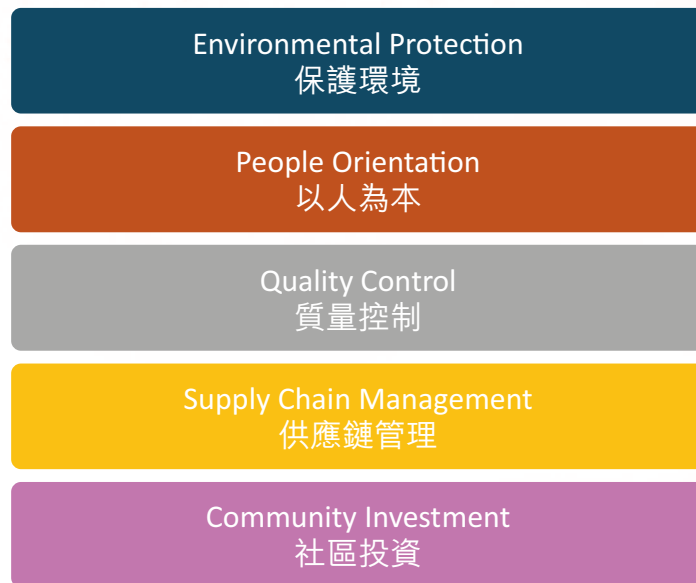 Environmental Protection
保護環境
People Orientation
以人為本
Quality Control
質量控制
Supply Chain Management
供應鏈管理
Community Investment
社區投資